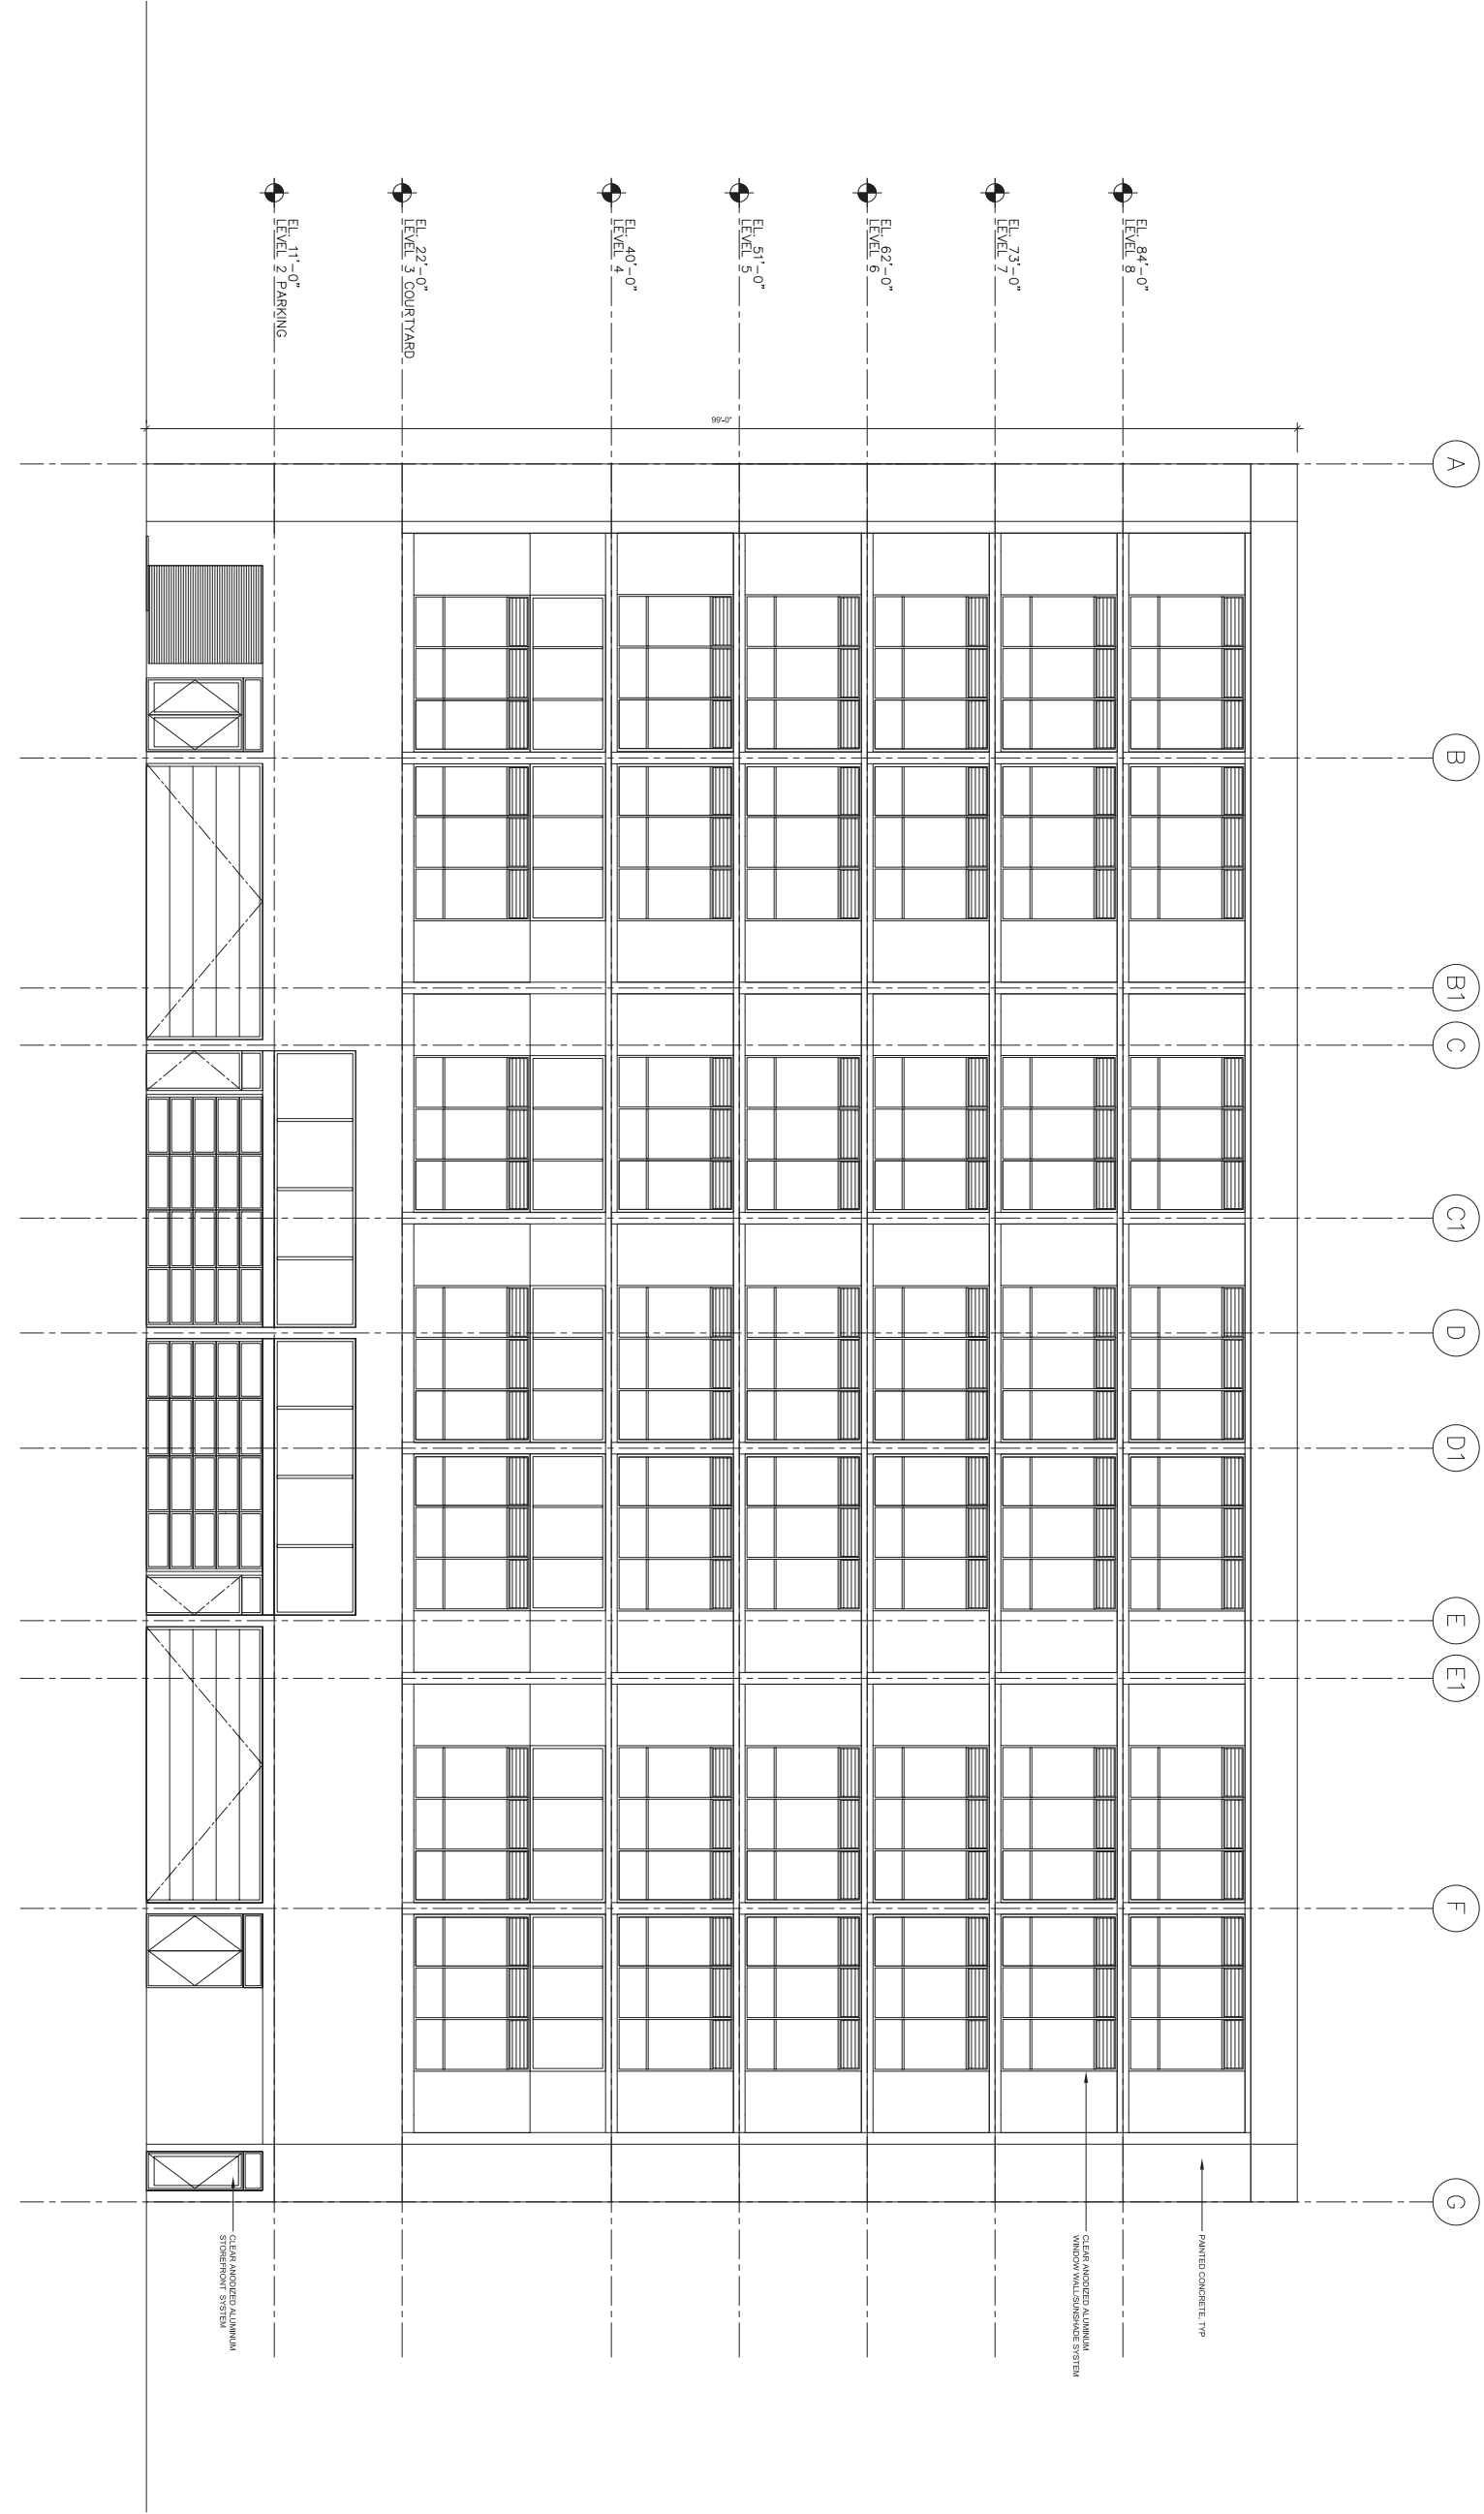 A
B
B1
C
C1
D
D1
E
E1
F
G
EL. 84'-0"
LEVEL 8
EL. 73'-0"
LEVEL 7
EL. 62'-0"
LEVEL 6
EL. 51'-0"
LEVEL 5
EL. 40'-0"
LEVEL 4
EL. 22'-0"
LEVEL 3 COURTYARD
EL. 11'-0"
LEVEL 2 PARKING
99'-0"
PAINTED CONCRETE, TYP
CLEAR ANODIZED ALUMINUM
WINDOW WALL/SUNSHADE SYSTEM
CLEAR ANODIZED ALUMINUM
STOREFRONT SYSTEM